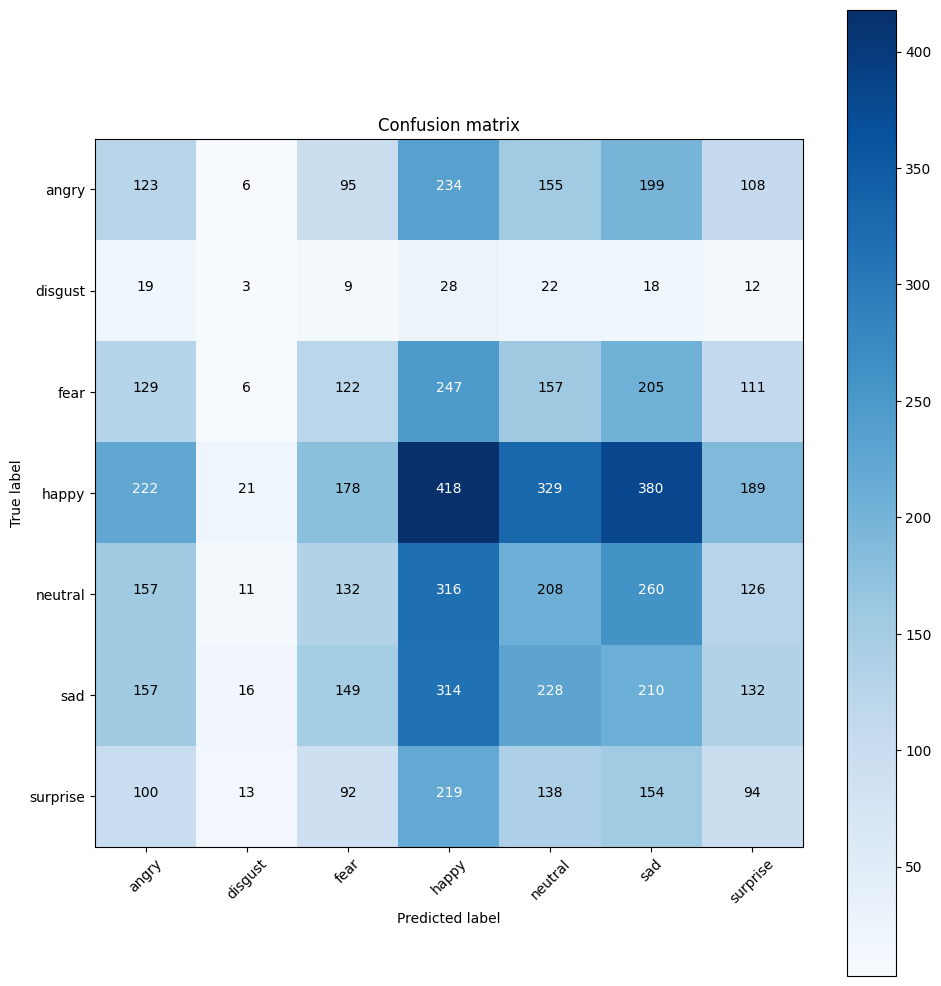 Confusion matrix
True label
angry 123 6 95 234 155 199 108
disgust 19 3 9 28 22 18 12
fear 129 6 122 247 157 205 111
happy 222 21 178 418 329 380 189
neutral 157 11 132 316 208 260 126
sad 157 16 149 314 228 210 132
surprise 100 13 92 219 138 154 94
angry disgust fear happy neutral sad surprise
Predicted label
400
350
300
250
200
150
100
50